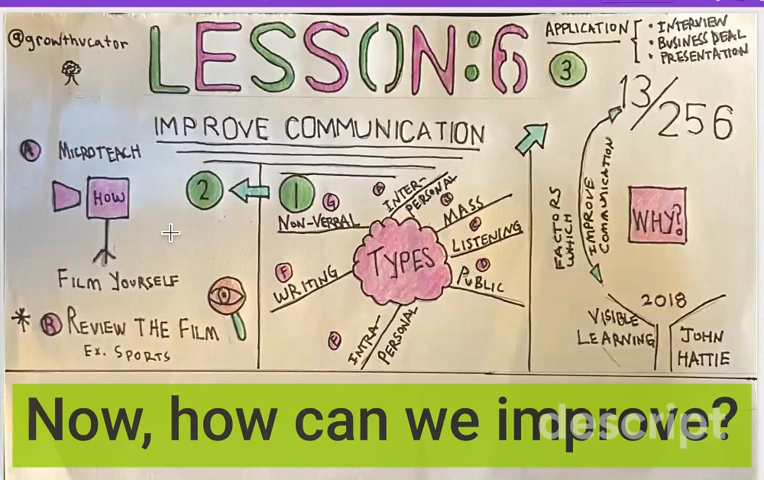 @growthucator
LESSON:6
IMPROVE COMMUNICATION
APPLICATION
• INTERVIEW
• BUSINESS DEAL
• PRESENTATION
3
A MICROTEACH
HOW
FILM YOURSELF
* B REVIEW THE FILM
EX. SPORTS
2
1
TYPES
A INTER-
PERSONAL
B MASS
C LISTENING
D PUBLIC
E INTRA-
PERSONAL
F WRITING
G NON-VERBAL
13/256
FACTORS
WHICH
IMPROVE
COMMUNICATION
WHY?
2018
VISIBLE
LEARNING
JOHN
HATTIE
Now, how can we improve?
descript